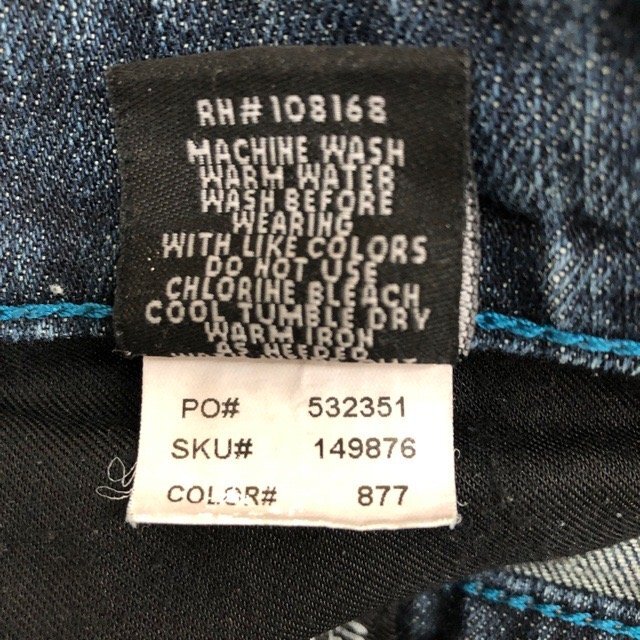 RH# 108168
MACHINE WASH
WARM WATER
WASH BEFORE
WEARING
WITH LIKE COLORS
DO NOT USE
CHLORINE BLEACH
COOL TUMBLE DRY
WARM IRON
PO# 532351
SKU# 149876
COLOR# 877